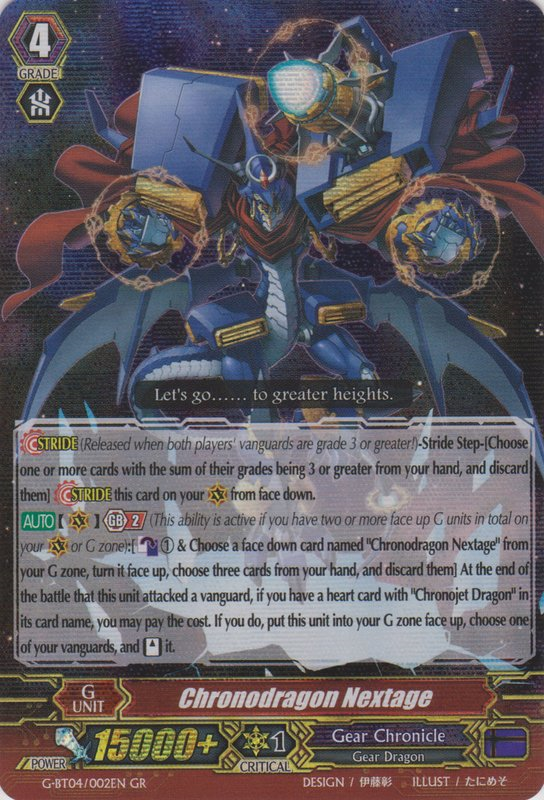 4
GRADE
Let's go...... to greater heights.
STRIDE (Released when both players' vanguards are grade 3 or greater!)-Stride Step-[Choose
one or more cards with the sum of their grades being 3 or greater from your hand, and discard
them] STRIDE this card on your from face down.
AUTO [ ] GB 2 (This ability is active if you have two or more face up G units in total on
your or G zone):[ 1 & Choose a face down card named "Chronodragon Nextage" from
your G zone, turn it face up, choose three cards from your hand, and discard them] At the end of
the battle that this unit attacked a vanguard, if you have a heart card with "Chronojet Dragon" in
its card name, you may pay the cost. If you do, put this unit into your G zone face up, choose one
of your vanguards, and it.
G
UNIT
Chronodragon Nextage
POWER
15000+
1
CRITICAL
Gear Chronicle
Gear Dragon
G-BT04/002EN GR
DESIGN / 伊藤彰
ILLUST / たにめそ